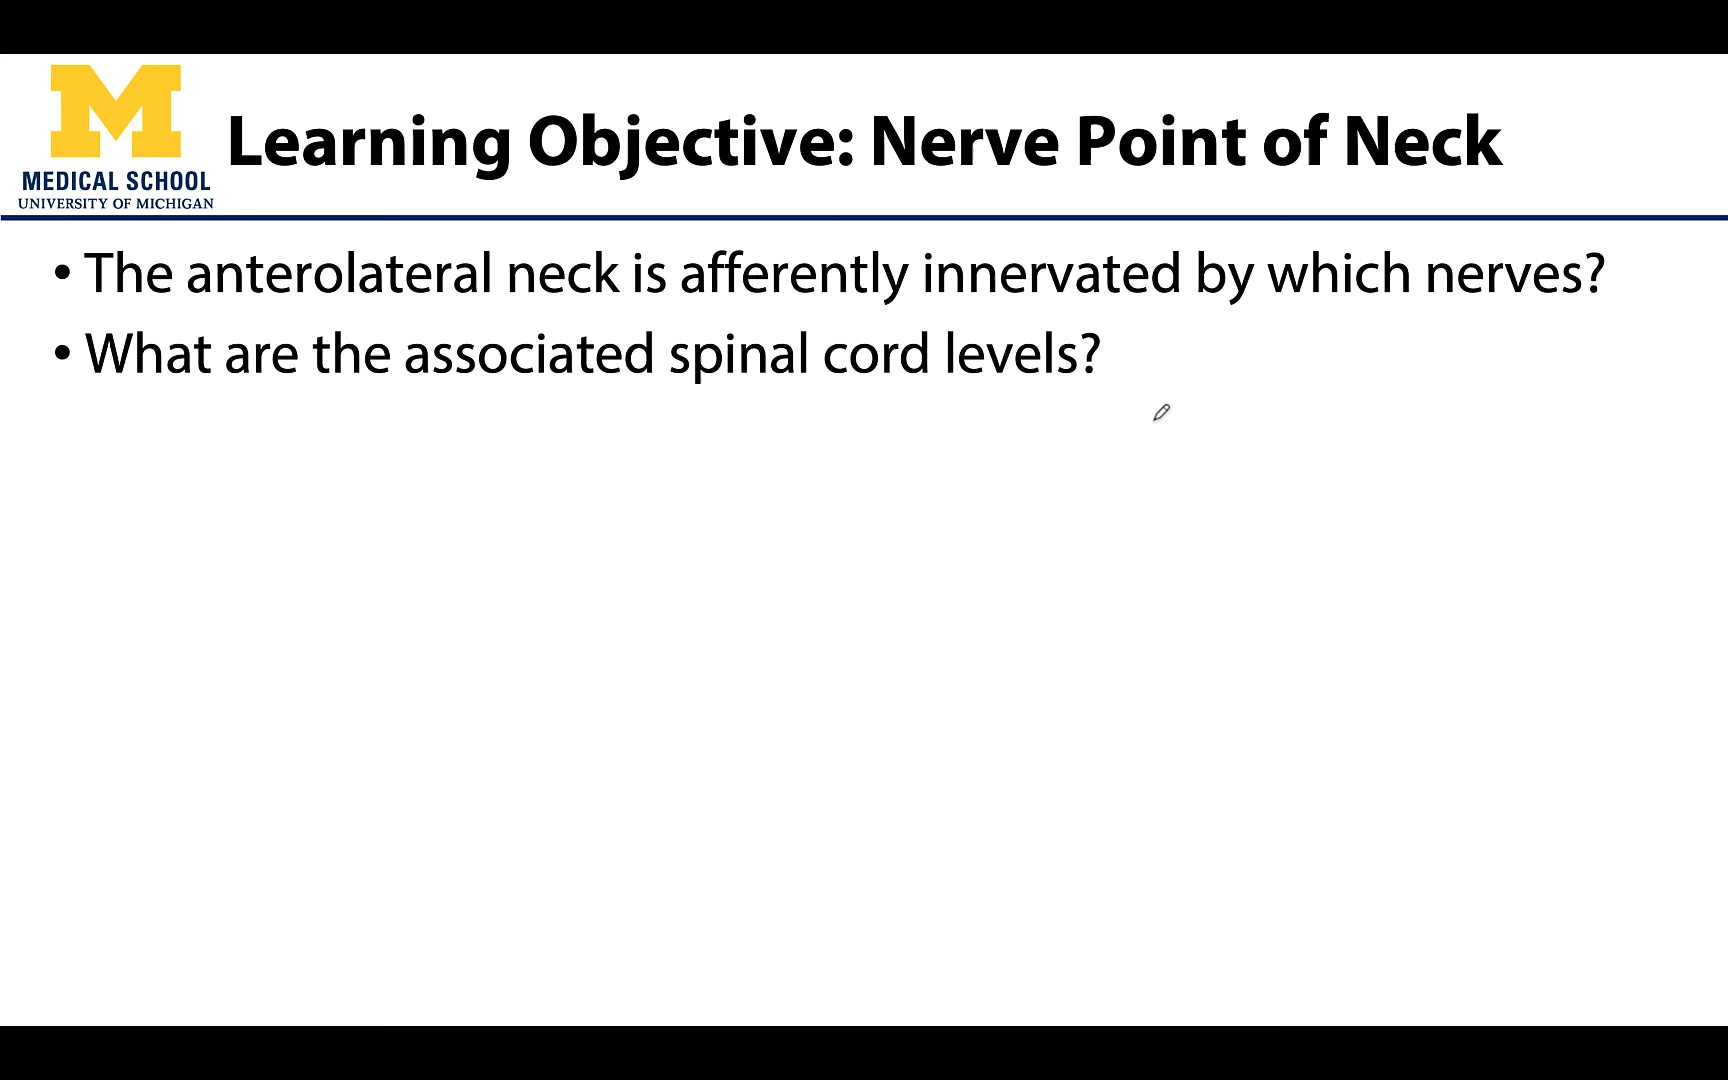 M
MEDICAL SCHOOL
UNIVERSITY OF MICHIGAN
Learning Objective: Nerve Point of Neck
• The anterolateral neck is afferently innervated by which nerves?
• What are the associated spinal cord levels?